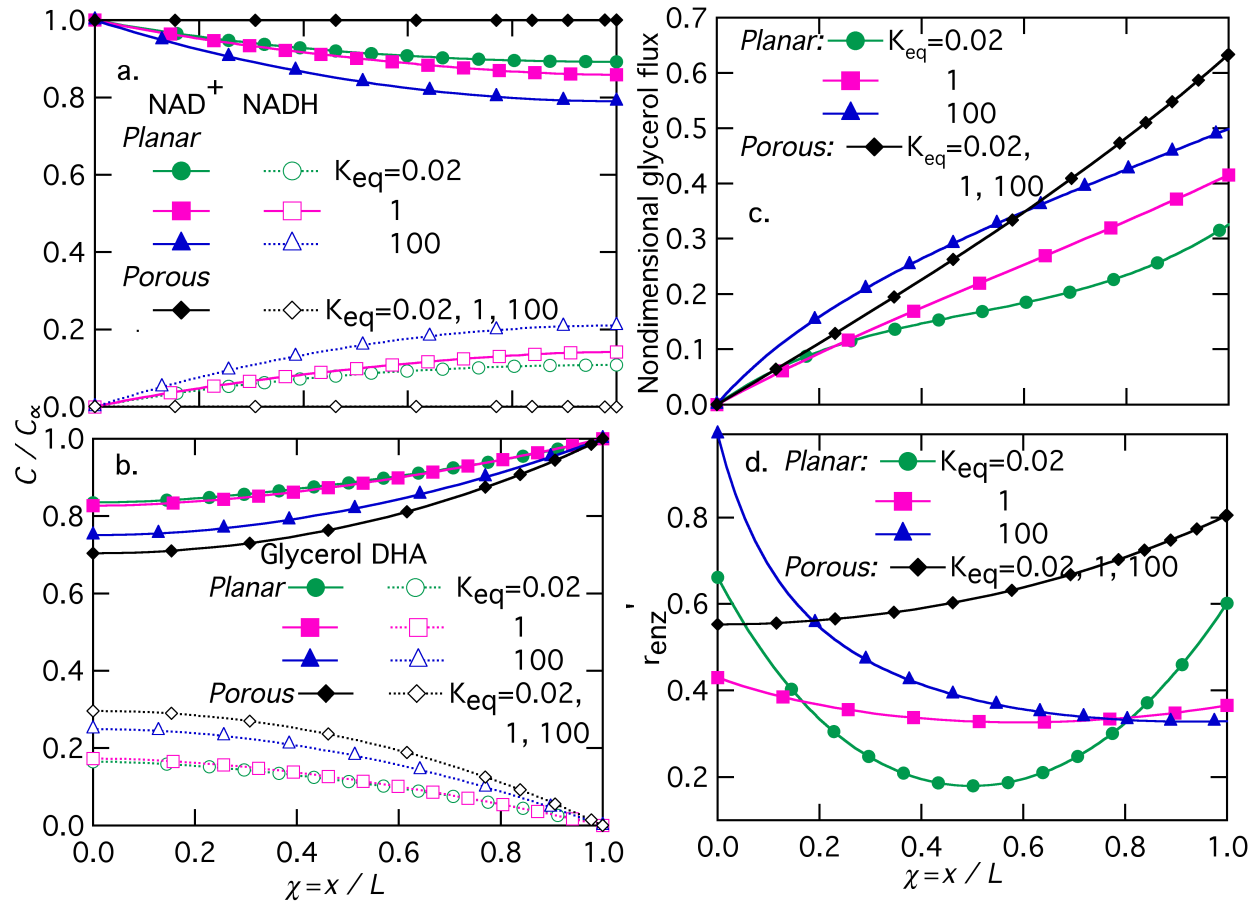 1.0
a.
NAD+ NADH
0.8
Planar
0.6
Keq=0.02
1
0.4
100
Porous
Keq=0.02, 1, 100
0.2
0.0
C / Cα
1.0
b.
0.8
Glycerol DHA
0.6
Planar
Keq=0.02
1
0.4
100
Porous
Keq=0.02,
1, 100
0.2
0.0
0.0 0.2 0.4 0.6 0.8 1.0
χ=x / L
Nondimensional glycerol flux
0.7
Planar:
Keq=0.02
0.6
1
100
0.5
Porous:
Keq=0.02,
1, 100
0.4
c.
0.3
0.2
0.1
0.0
renz'
d.
Planar:
Keq=0.02
1
0.8
100
Porous:
Keq=0.02, 1, 100
0.6
0.4
0.2
0.0 0.2 0.4 0.6 0.8 1.0
χ=x / L